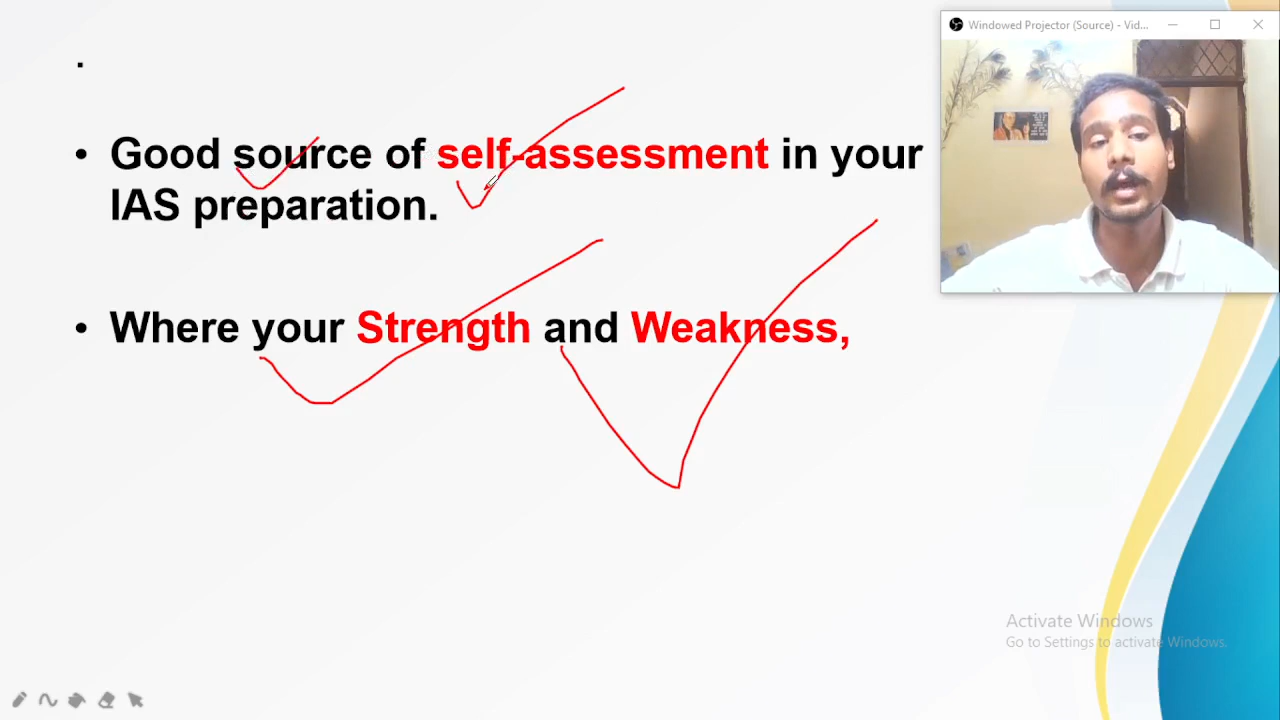 Windowed Projector (Source) - Vid...
.
• Good source of self-assessment in your
IAS preparation.
• Where your Strength and Weakness,
Activate Windows
Go to Settings to activate Windows.